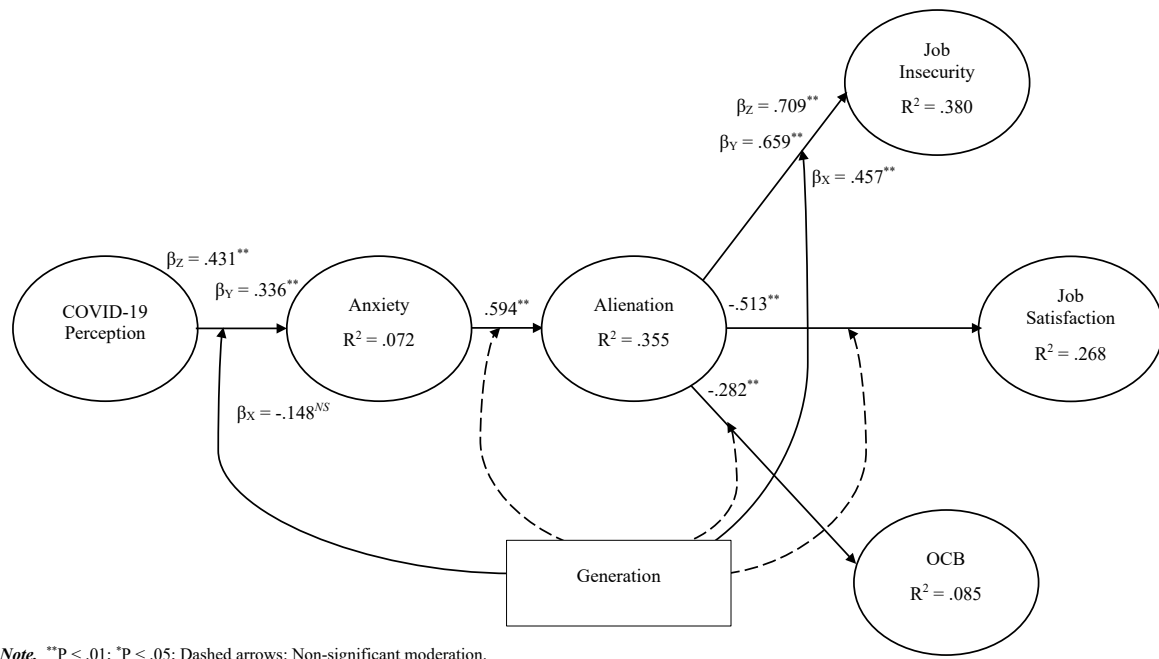 Job
Insecurity
R² = .380
βZ = .709**
βY = .659**
βX = .457**
βZ = .431**
βY = .336**
COVID-19
Perception
Anxiety
R² = .072
.594**
Alienation
R² = .355
-.513**
Job
Satisfaction
R² = .268
-.282**
βX = -.148NS
Generation
OCB
R² = .085
Note. **P < .01; *P < .05; Dashed arrows: Non-significant moderation.